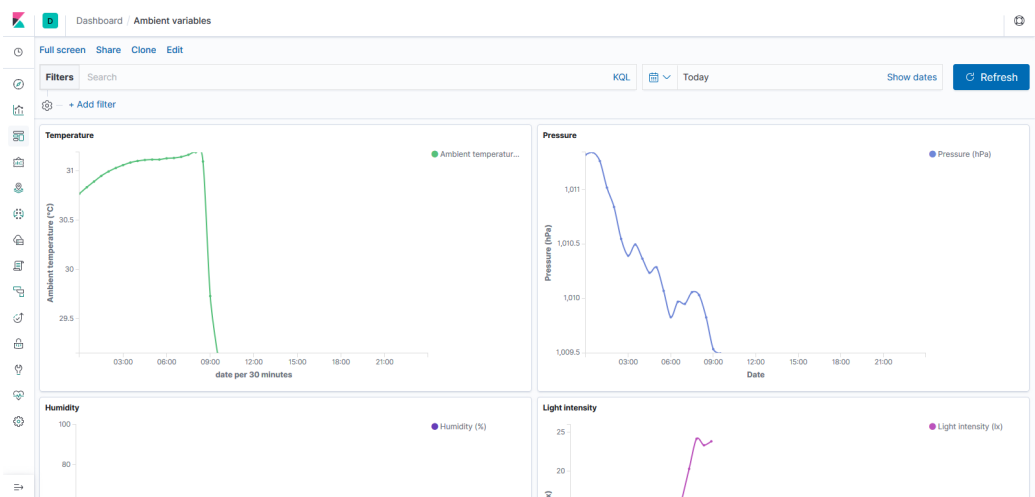 D Dashboard / Ambient variables
Full screen Share Clone Edit
Filters Search KQL Today Show dates Refresh
+ Add filter
Temperature
Ambient temperatur...
31
30.5
30
29.5
Ambient temperature (°C)
03:00 06:00 09:00 12:00 15:00 18:00 21:00
date per 30 minutes
Pressure
Pressure (hPa)
1,011
1,010.5
1,010
1,009.5
Pressure (hPa)
03:00 06:00 09:00 12:00 15:00 18:00 21:00
Date
Humidity
Humidity (%)
100
80
Light intensity
Light intensity (lx)
25
20